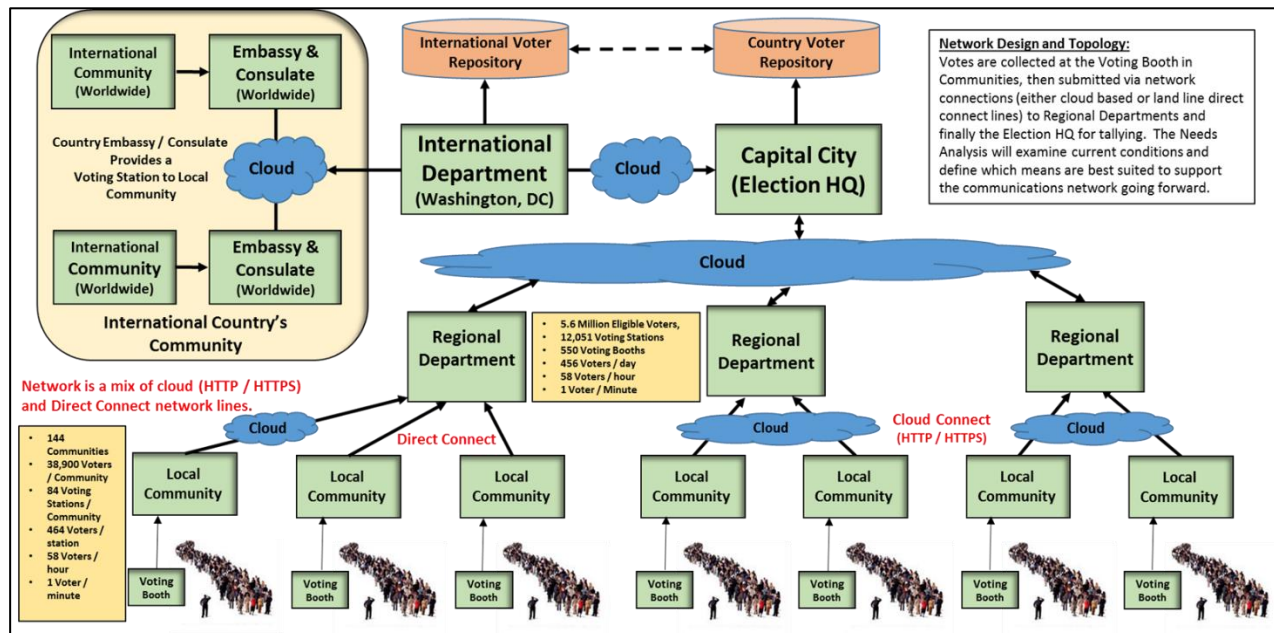 International
Community
(Worldwide)
Embassy &
Consulate
(Worldwide)
Country Embassy / Consulate
Provides a
Voting Station to Local
Community
Cloud
International
Community
(Worldwide)
Embassy &
Consulate
(Worldwide)
International Country's
Community
International Voter
Repository
Country Voter
Repository
International
Department
(Washington, DC)
Cloud
Capital City
(Election HQ)
Network Design and Topology:
Votes are collected at the Voting Booth in
Communities, then submitted via network
connections (either cloud based or land line direct
connect lines) to Regional Departments and
finally the Election HQ for tallying. The Needs
Analysis will examine current conditions and
define which means are best suited to support
the communications network going forward.
Cloud
Regional
Department
• 5.6 Million Eligible Voters,
• 12,051 Voting Stations
• 550 Voting Booths
• 456 Voters / day
• 58 Voters / hour
• 1 Voter / Minute
Regional
Department
Regional
Department
Network is a mix of cloud (HTTP / HTTPS)
and Direct Connect network lines.
Cloud
Direct Connect
Cloud
Cloud Connect
(HTTP / HTTPS)
Cloud
• 144
Communities
• 38,900 Voters
/ Community
• 84 Voting
Stations /
Community
• 464 Voters /
station
• 58 Voters /
hour
• 1 Voter /
minute
Local
Community
Local
Community
Local
Community
Local
Community
Local
Community
Local
Community
Local
Community
Voting
Booth
Voting
Booth
Voting
Booth
Voting
Booth
Voting
Booth
Voting
Booth
Voting
Booth